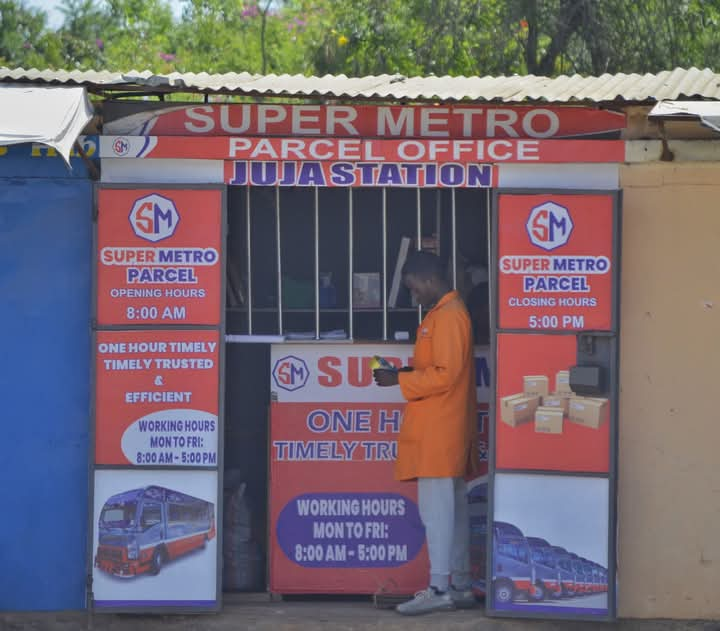 SUPER METRO
SM
PARCEL OFFICE
JUJA STATION
SM
SUPER METRO
PARCEL
OPENING HOURS
8:00 AM
ONE HOUR TIMELY
TIMELY TRUSTED
&
EFFICIENT
WORKING HOURS
MON TO FRI:
8:00 AM - 5:00PM
SM
SU
M
ONE H
T
TIMELY TRU
&
WORKING HOURS
MON TO FRI:
8:00 AM - 5:00 PM
SM
SUPER METRO
PARCEL
CLOSING HOURS
5:00 PM